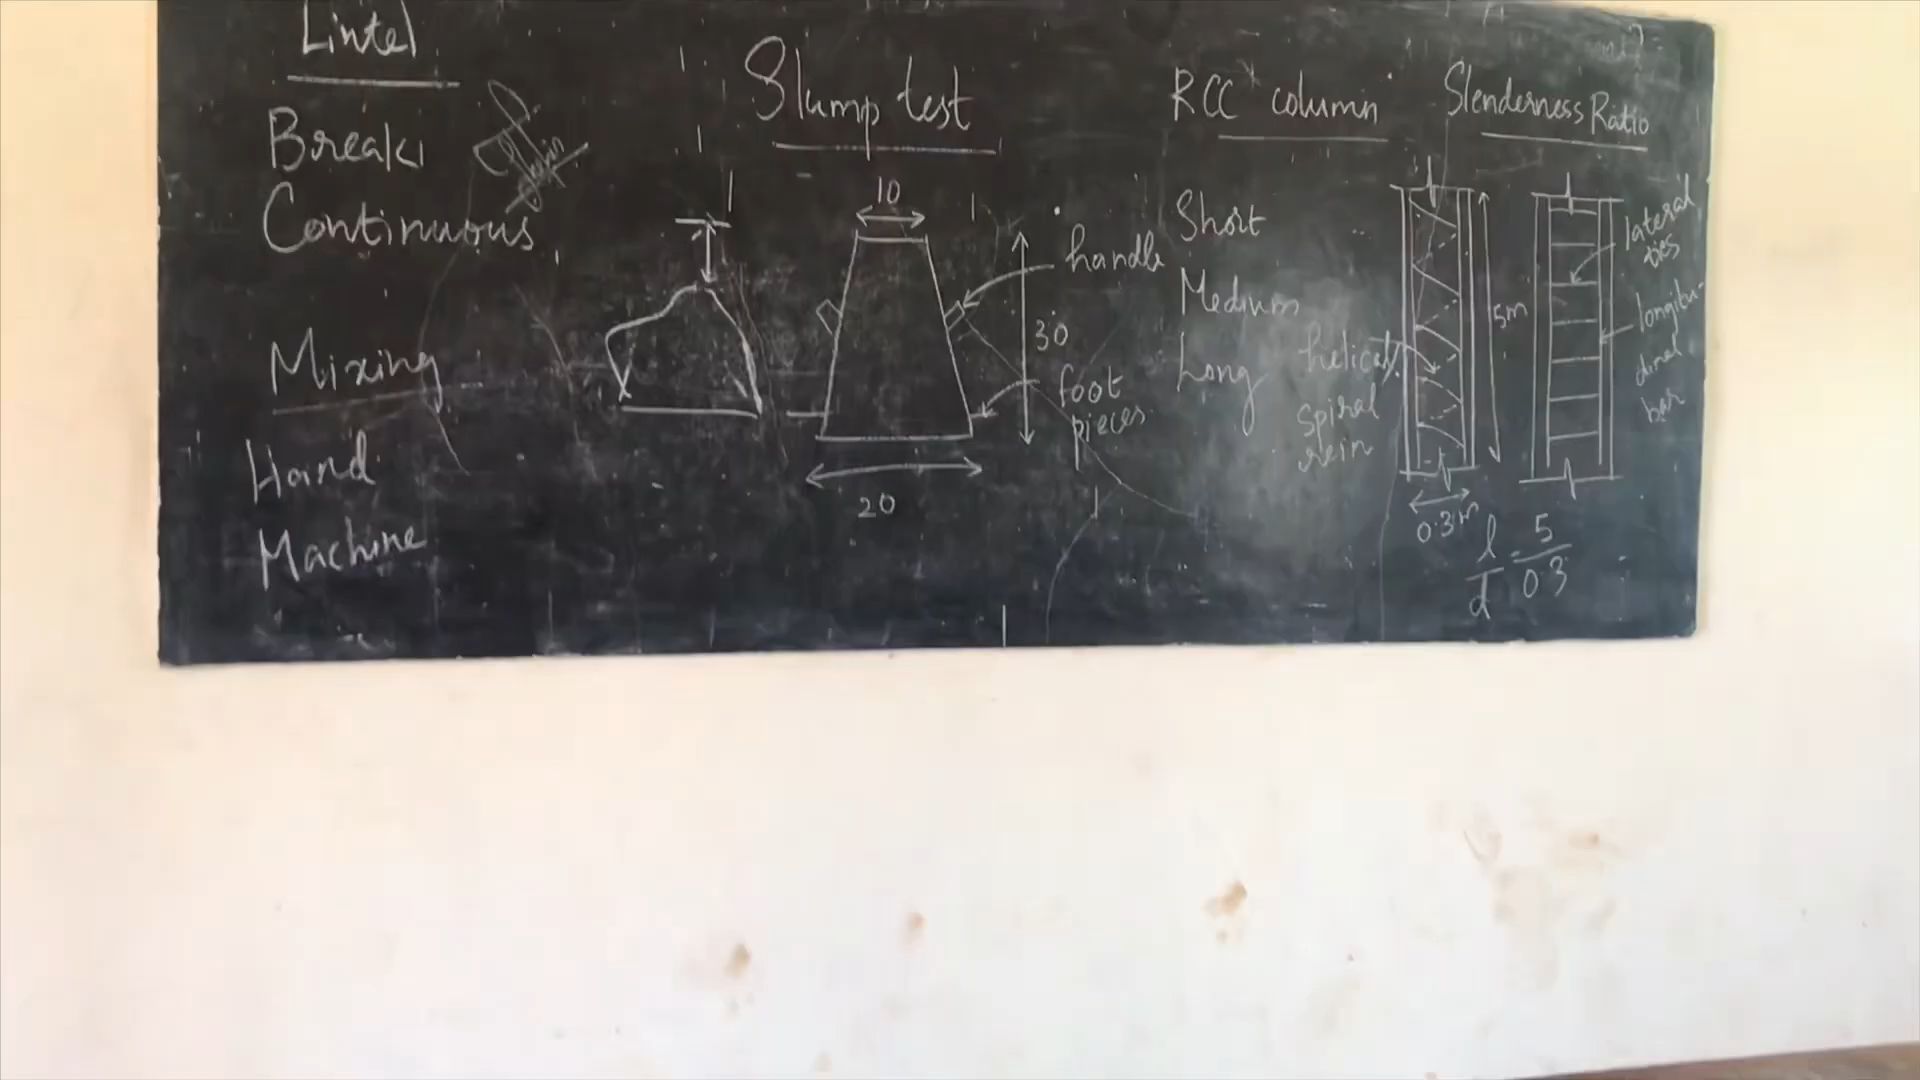 Lintel
Break
Continuous
Mixing
Hand
Machine
Slump test
10
handle
30
foot
pieces
20
RCC column
Short
Medium
Long
helical/
spiral
rein
Slenderness Ratio
5m
0.3m
lateral
ties
longitu-
dinal
bar
l/d = 5/0.3